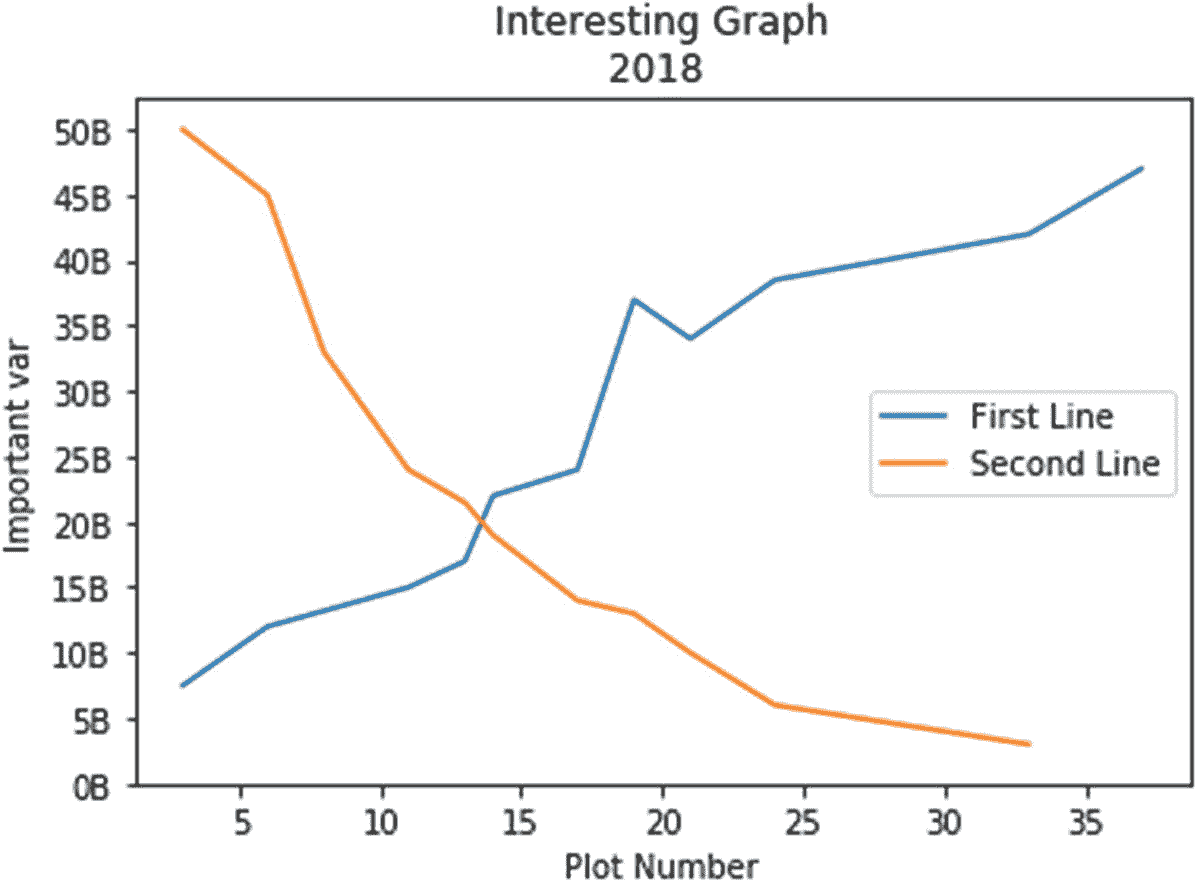 Interesting Graph
2018
50B
45B
40B
35B
30B
25B
20B
15B
10B
5B
0B
Important var
First Line
Second Line
5 10 15 20 25 30 35
Plot Number